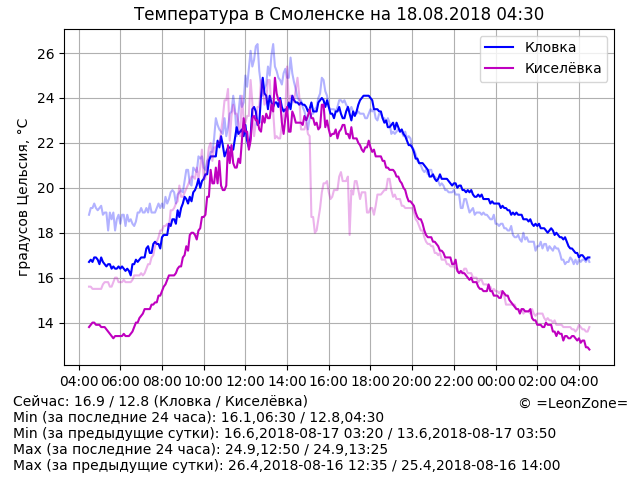 Температура в Смоленске на 18.08.2018 04:30
Кловка
Киселёвка
градусов Цельсия, °C
26
24
22
20
18
16
14
04:00 06:00 08:00 10:00 12:00 14:00 16:00 18:00 20:00 22:00 00:00 02:00 04:00
Сейчас: 16.9 / 12.8 (Кловка / Киселёвка)
© =LeonZone=
Min (за последние 24 часа): 16.1,06:30 / 12.8,04:30
Min (за предыдущие сутки): 16.6,2018-08-17 03:20 / 13.6,2018-08-17 03:50
Max (за последние 24 часа): 24.9,12:50 / 24.9,13:25
Max (за предыдущие сутки): 26.4,2018-08-16 12:35 / 25.4,2018-08-16 14:00